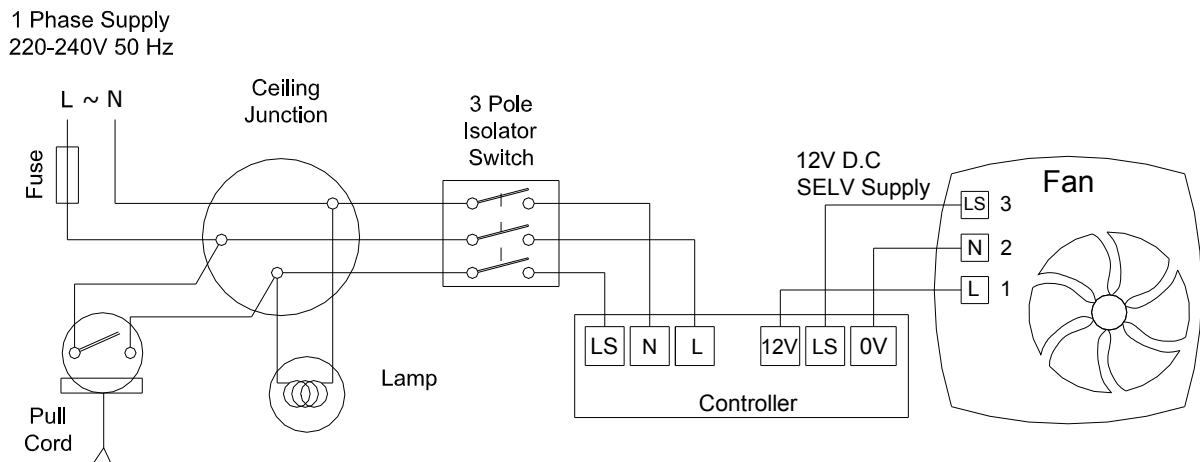 1 Phase Supply
220-240V 50 Hz
L ~ N
Fuse
Ceiling
Junction
3 Pole
Isolator
Switch
12V D.C
SELV Supply
Fan
LS 3
N 2
L 1
LS N L 12V LS 0V
Controller
Lamp
Pull
Cord